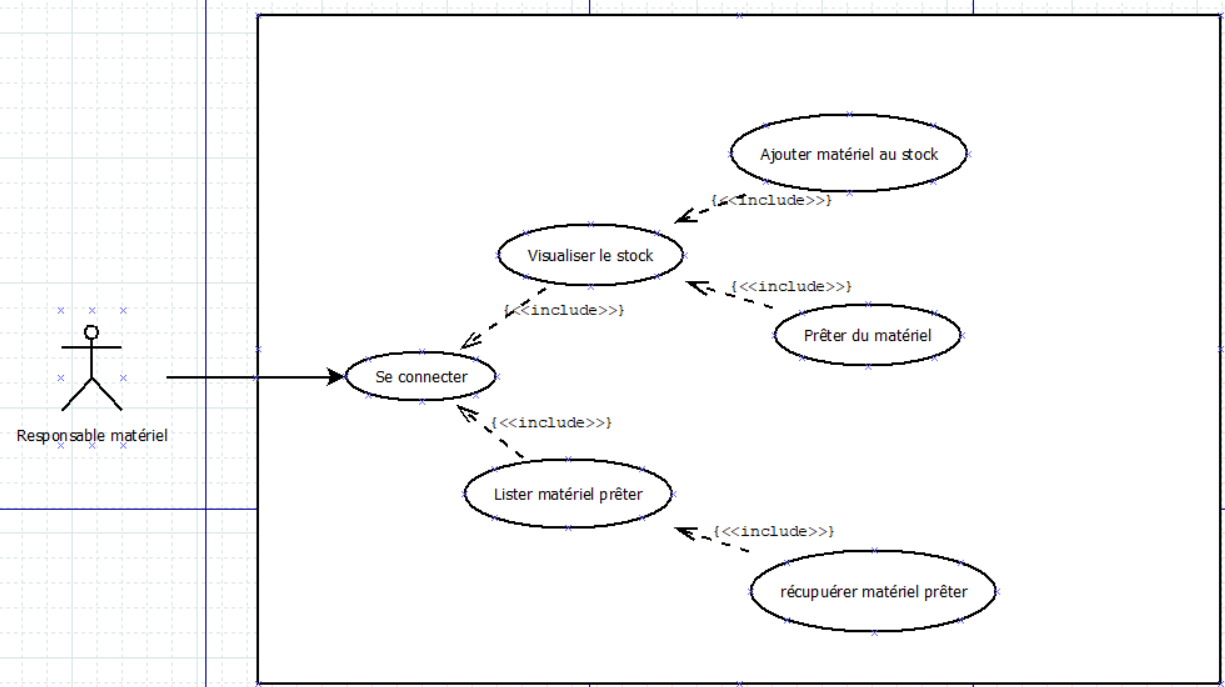 Ajouter matériel au stock
{<<include>>}
Visualiser le stock
{<<include>>}
{<<include>>}
Prêter du matériel
Se connecter
Responsable matériel
{<<include>>}
Lister matériel prêter
{<<include>>}
récupuérer matériel prêter